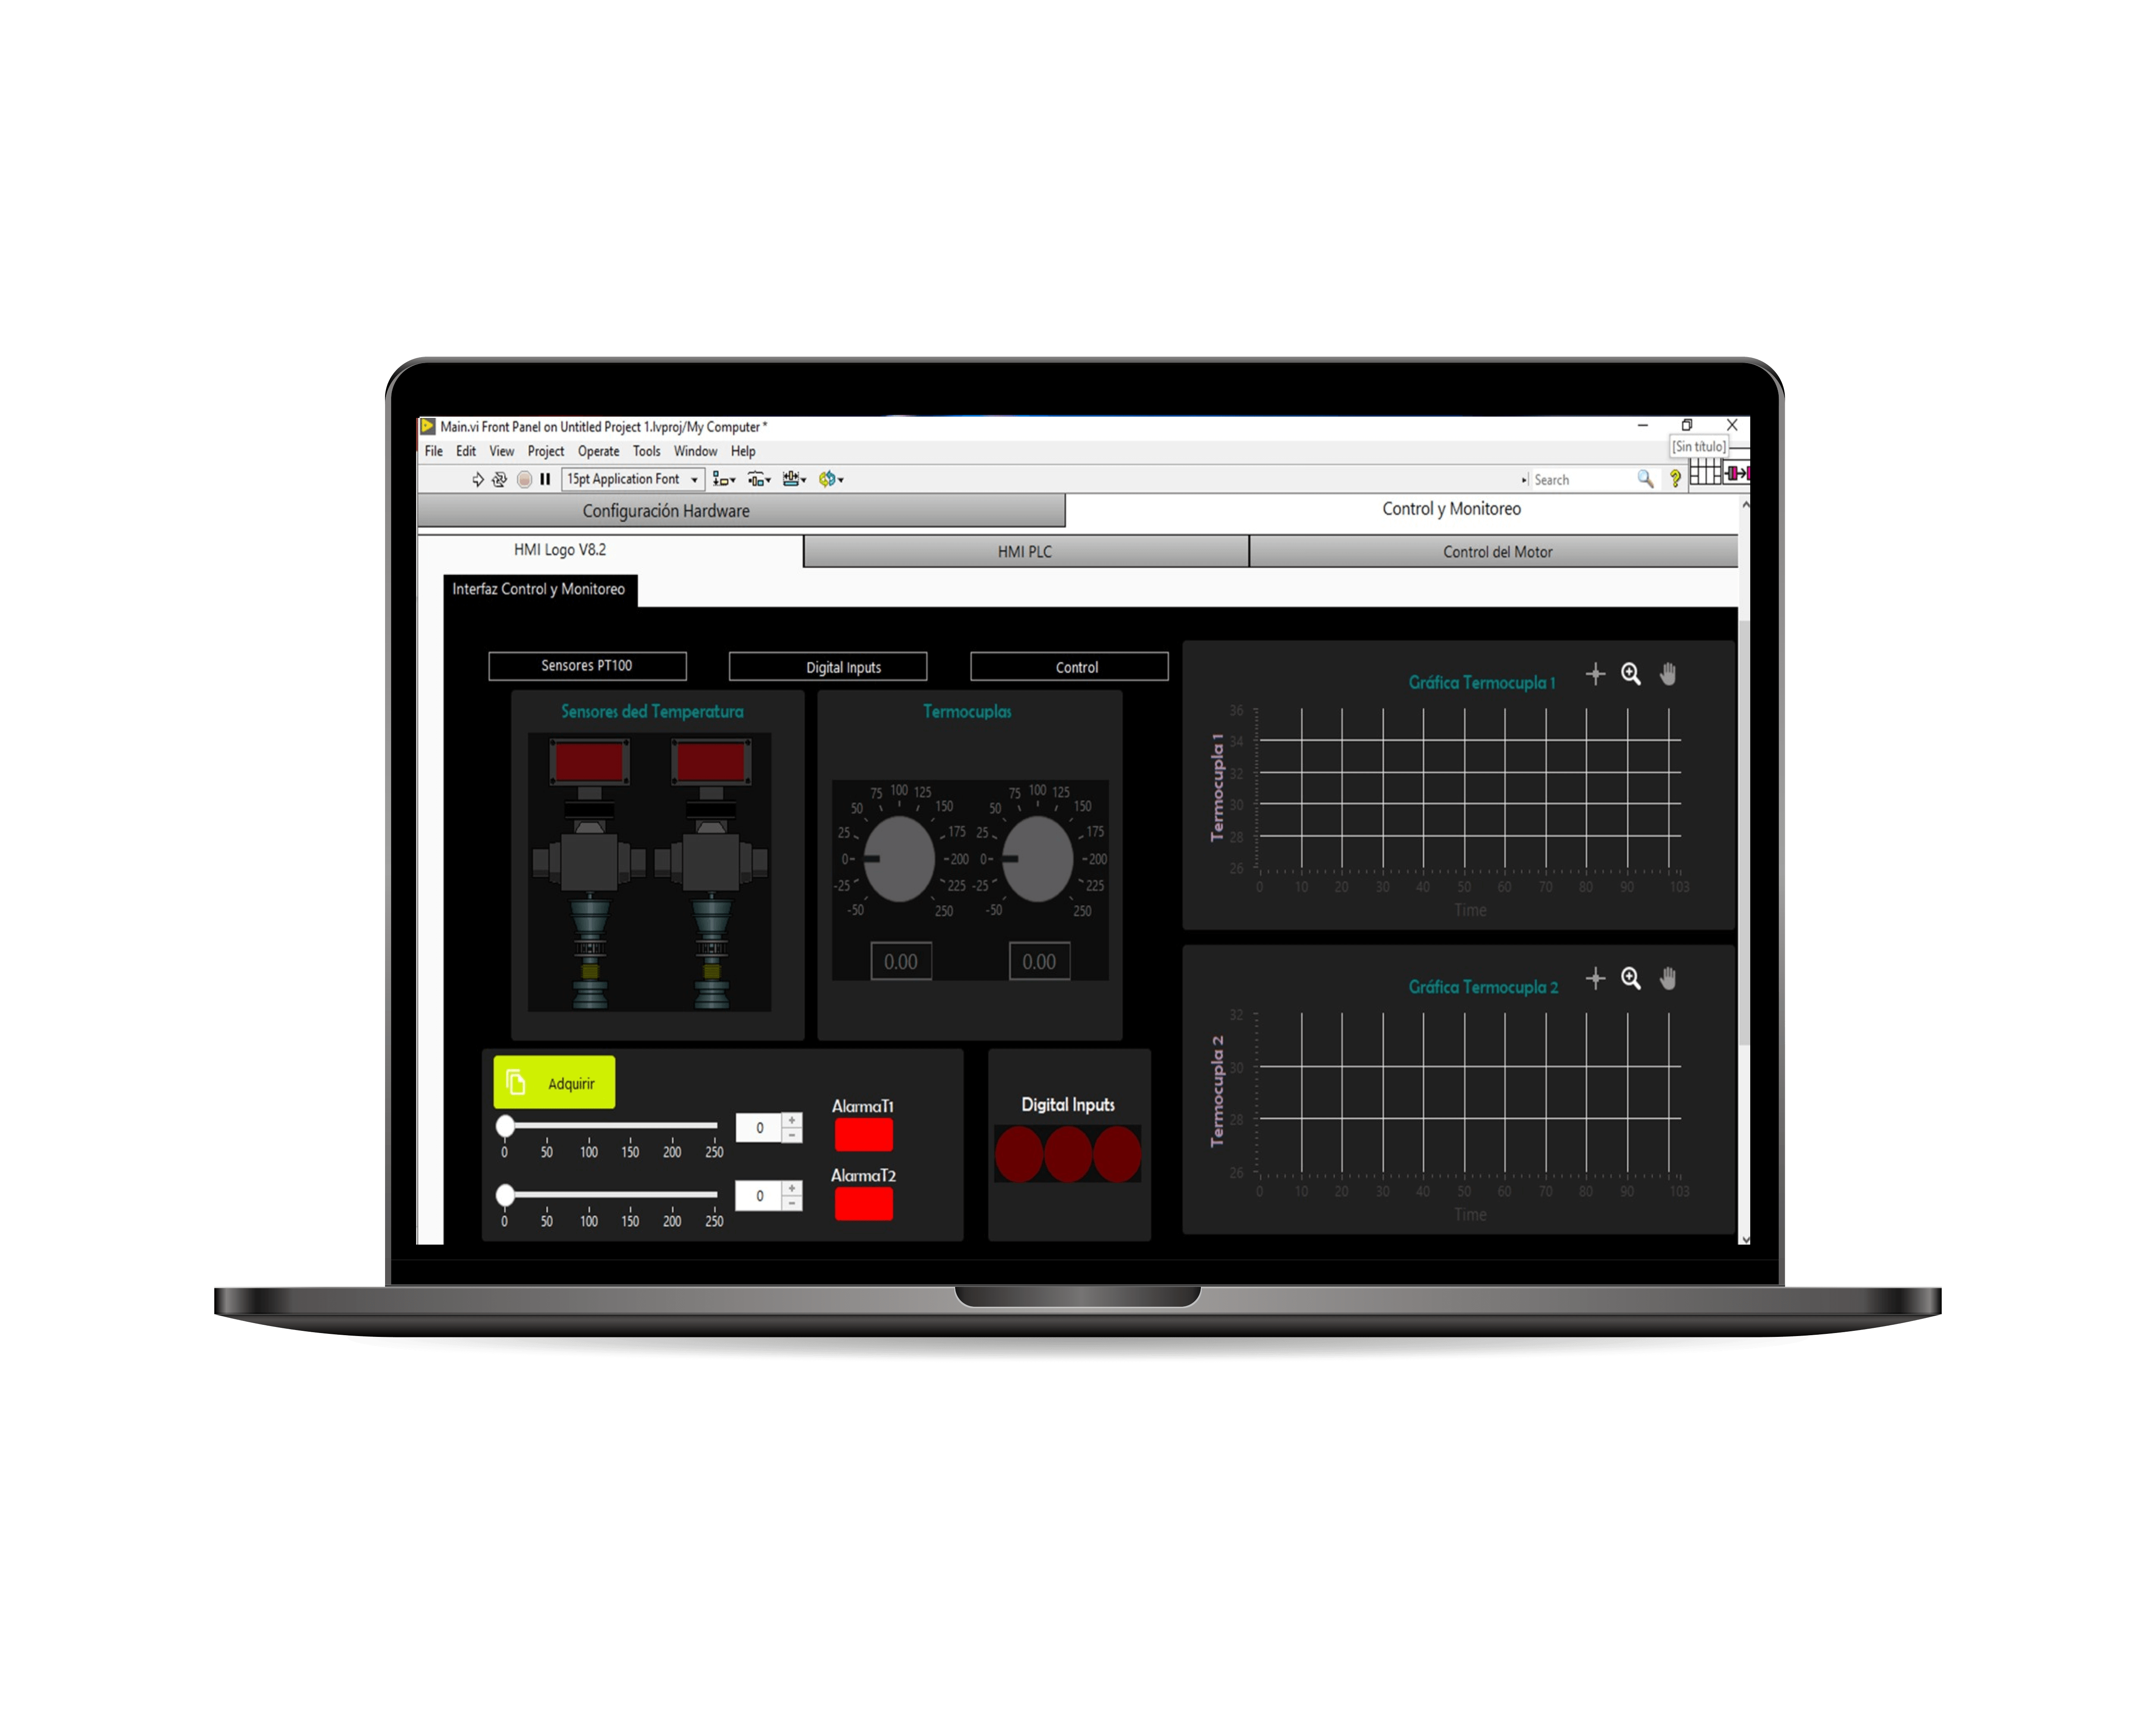 Main.vi Front Panel on Untitled Project 1.lvproj/My Computer *
[Sin título]
File Edit View Project Operate Tools Window Help
15pt Application Font
Search
Configuración Hardware
Control y Monitoreo
HMI Logo V8.2
HMI PLC
Control del Motor
Interfaz Control y Monitoreo
Sensores PT100
Digital Inputs
Control
Sensores ded Temperatura
Termocuplas
-50 -25 0 25 50 75 100 125 150 175 200 225 250
-50 -25 0 25 50 75 100 125 150 175 200 225 250
0.00
0.00
Gráfica Termocupla 1
Termocupla 1
36
34
32
30
28
26
0 10 20 30 40 50 60 70 80 90 103
Time
Adquirir
0
0 50 100 150 200 250
AlarmaT1
0
0 50 100 150 200 250
AlarmaT2
Digital Inputs
Gráfica Termocupla 2
Termocupla 2
32
30
28
26
0 10 20 30 40 50 60 70 80 90 103
Time